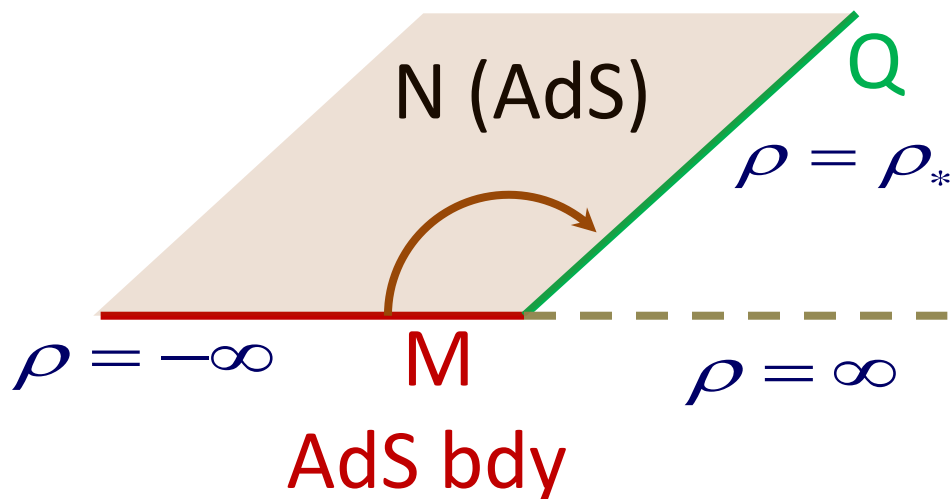 N (AdS)
Q
ρ = ρ*
ρ = −∞
M
ρ = ∞
AdS bdy